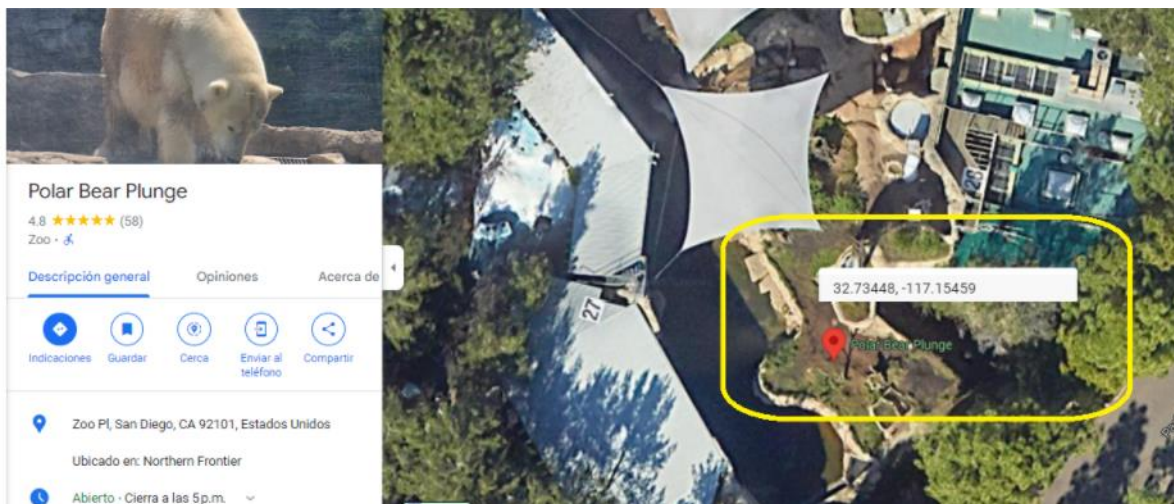 Polar Bear Plunge
4.8 (58)
Zoo ·
Descripción general Opiniones Acerca de
Indicaciones Guardar Cerca Enviar al teléfono Compartir
Zoo Pl, San Diego, CA 92101, Estados Unidos
Ubicado en: Northern Frontier
Abierto · Cierra a las 5 p.m.
26
32.73448, -117.15459
27
Polar Bear Plunge